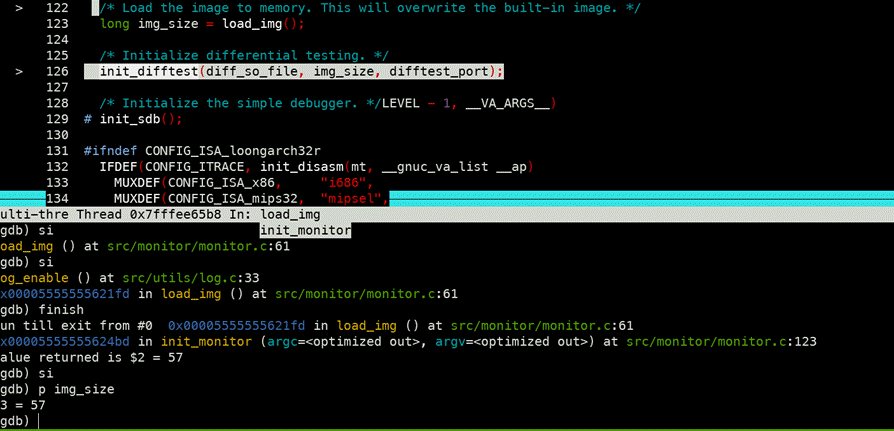 > 122 /* Load the image to memory. This will overwrite the built-in image. */
123 long img_size = load_img();
124
125 /* Initialize differential testing. */
> 126 init_difftest(diff_so_file, img_size, difftest_port);
127
128 /* Initialize the simple debugger. */LEVEL - 1, __VA_ARGS__)
129 # init_sdb();
130
131 #ifndef CONFIG_ISA_loongarch32r
132 IFDEF(CONFIG_ITRACE, init_disasm(mt, __gnuc_va_list __ap)
133 MUXDEF(CONFIG_ISA_x86, "i686",
134 MUXDEF(CONFIG_ISA_mips32, "mipsel",
ulti-thre Thread 0x7fffee65b8 In: load_img
gdb) si init_monitor
oad_img () at src/monitor/monitor.c:61
gdb) si
og_enable () at src/utils/log.c:33
x00005555555621fd in load_img () at src/monitor/monitor.c:61
gdb) finish
un till exit from #0 0x00005555555621fd in load_img () at src/monitor/monitor.c:61
x00005555555624bd in init_monitor (argc=<optimized out>, argv=<optimized out>) at src/monitor/monitor.c:123
alue returned is $2 = 57
gdb) si
gdb) p img_size
3 = 57
gdb)